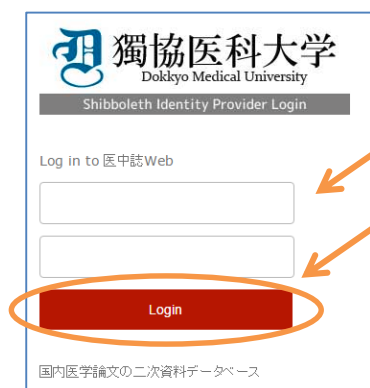 獨協医科大学
Dokkyo Medical University
Shibboleth Identity Provider Login
Log in to 医中誌Web
Login
国内医学論文の二次資料データベース